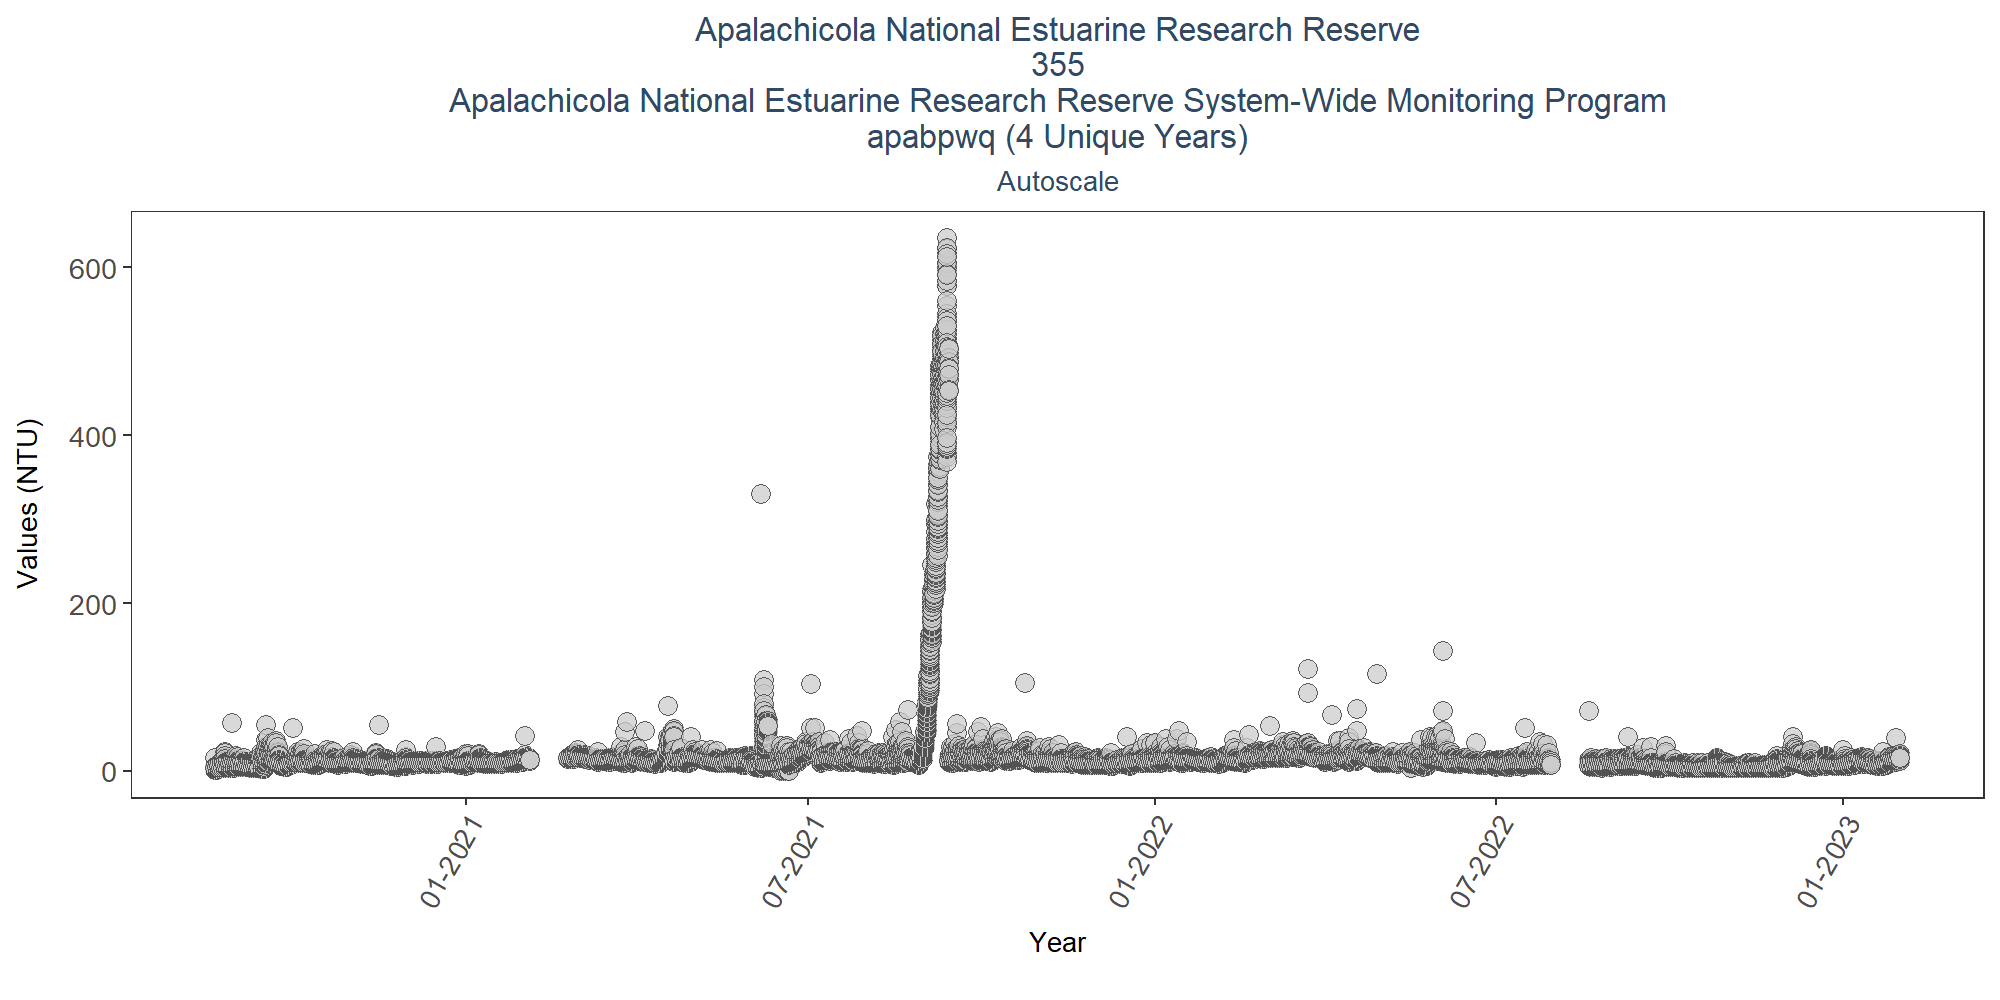 Apalachicola National Estuarine Research Reserve
355
Apalachicola National Estuarine Research Reserve System-Wide Monitoring Program
apabpwq (4 Unique Years)
Autoscale
Values (NTU)
600
400
200
0
01-2021
07-2021
01-2022
07-2022
01-2023
Year